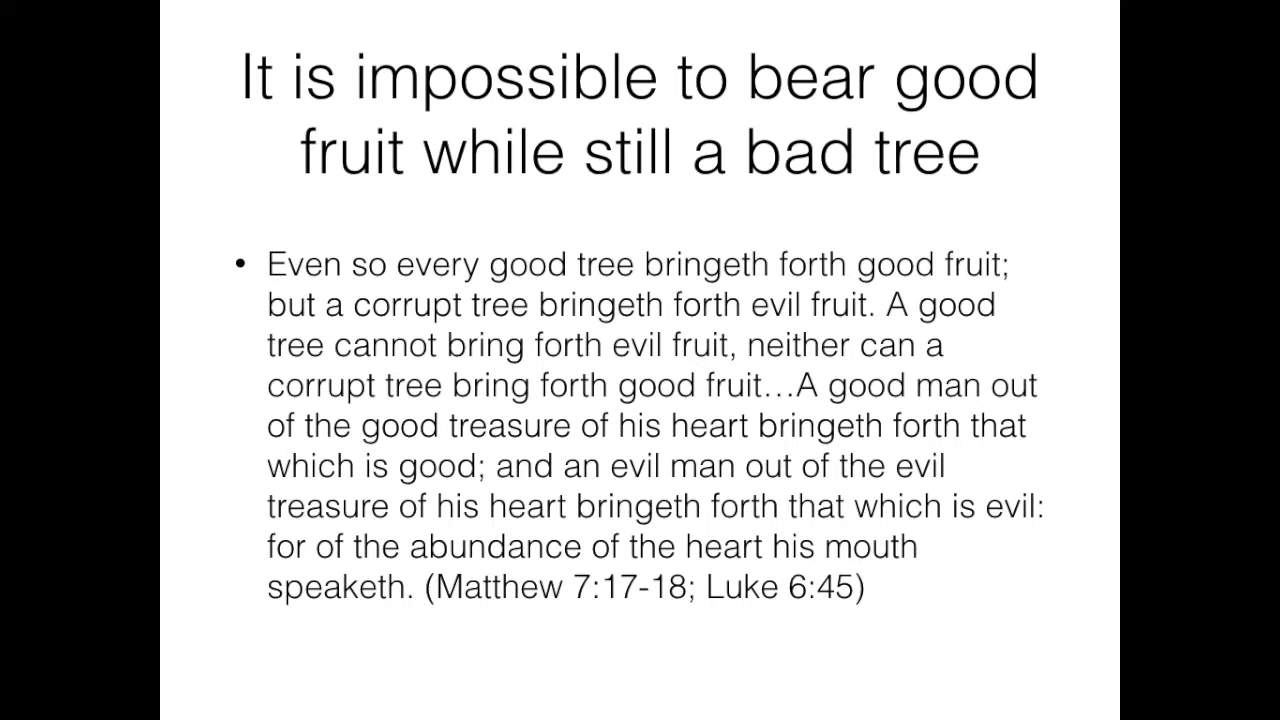 It is impossible to bear good
fruit while still a bad tree
• Even so every good tree bringeth forth good fruit;
but a corrupt tree bringeth forth evil fruit. A good
tree cannot bring forth evil fruit, neither can a
corrupt tree bring forth good fruit…A good man out
of the good treasure of his heart bringeth forth that
which is good; and an evil man out of the evil
treasure of his heart bringeth forth that which is evil:
for of the abundance of the heart his mouth
speaketh. (Matthew 7:17-18; Luke 6:45)